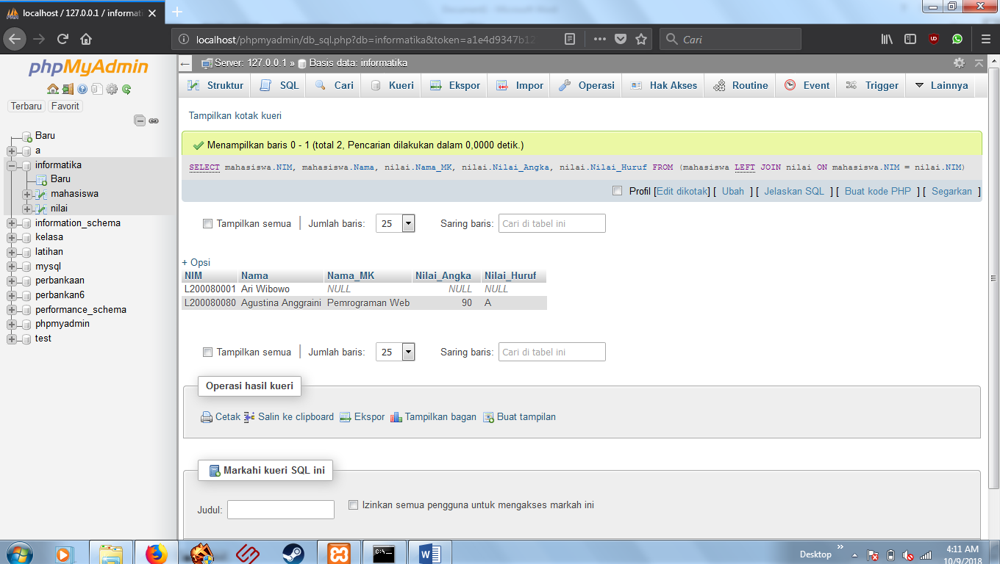 localhost / 127.0.0.1 / informati
localhost/phpmyadmin/db_sql.php?db=informatika&token=a1e4d9347b12
Cari
phpMyAdmin
Terbaru Favorit
Baru
a
informatika
Baru
mahasiswa
nilai
information_schema
kelasa
latihan
mysql
perbankaan
perbankan6
performance_schema
phpmyadmin
test
Server: 127.0.0.1 » Basis data: informatika
Struktur SQL Cari Kueri Ekspor Impor Operasi Hak Akses Routine Event Trigger Lainnya
Tampilkan kotak kueri
Menampilkan baris 0 - 1 (total 2, Pencarian dilakukan dalam 0,0000 detik.)
SELECT mahasiswa.NIM, mahasiswa.Nama, nilai.Nama_MK, nilai.Nilai_Angka, nilai.Nilai_Huruf FROM (mahasiswa LEFT JOIN nilai ON mahasiswa.NIM = nilai.NIM)
Profil [Edit dikotak] [ Ubah ] [ Jelaskan SQL ] [ Buat kode PHP ] [ Segarkan ]
Tampilkan semua Jumlah baris: 25 Saring baris: Cari di tabel ini
+ Opsi
NIM Nama Nama_MK Nilai_Angka Nilai_Huruf
L200080001 Ari Wibowo NULL NULL NULL
L200080080 Agustina Anggraini Pemrograman Web 90 A
Tampilkan semua Jumlah baris: 25 Saring baris: Cari di tabel ini
Operasi hasil kueri
Cetak Salin ke clipboard Ekspor Tampilkan bagan Buat tampilan
Markahi kueri SQL ini
Judul: Izinkan semua pengguna untuk mengakses markah ini
Desktop
4:11 AM
10/9/2018